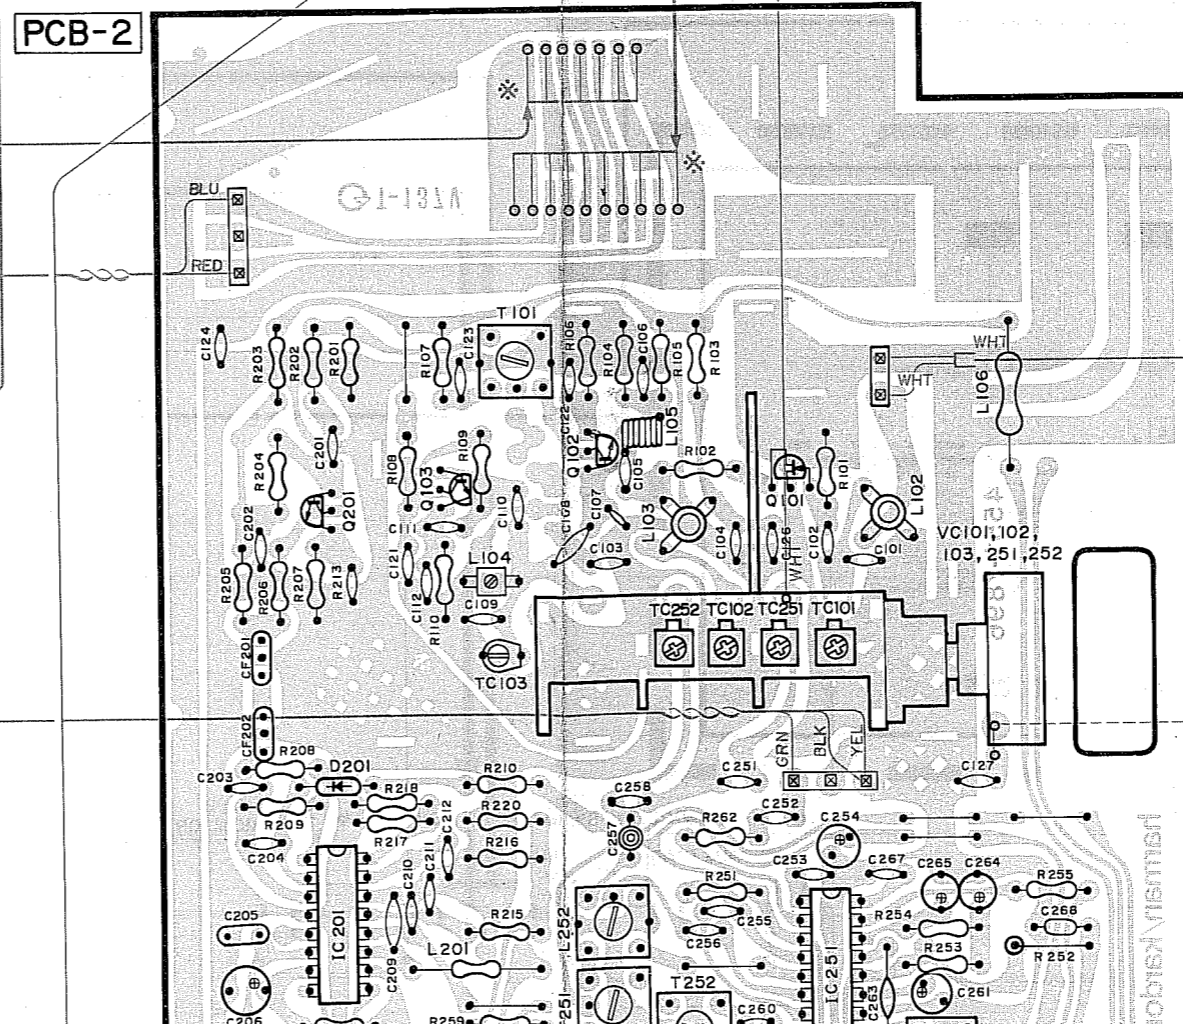 PCB-2
※
※
BLU
T-137V
RED
T101
C124
R203
R202
R201
R107
C123
R106
R104
C106
R105
R103
WHT
WHT
L106
C122
L105
Q102
R204
C201
R108
R109
Q103
C105
R102
Q101
R101
L102
C202
Q201
C111
C110
C108
C107
L103
C104
C126
C102
C101
VC101,102,
103,251,252
C103
WHT
R205
R206
R207
R213
C121
C112
R110
L104
C109
CF201
TC103
TC252
TC102
TC251
TC101
CF202
R208
GRN
BLK
YEL
C203
D201
R218
R210
C251
C127
C258
R209
R217
C212
R220
C257
R262
C252
C254
C204
C211
R216
C210
C253
C267
C265
C264
R255
R251
C205
IC201
R215
L252
C255
C256
R254
C268
R253
R252
C209
L201
IC251
T252
C263
C261
C206
R259
C260